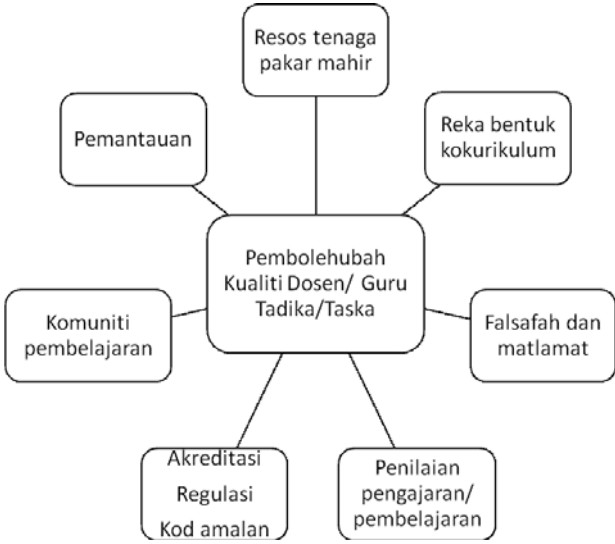 Resos tenaga
pakar mahir
Pemantauan
Reka bentuk
kokurikulum
Pembolehubah
Kualiti Dosen/ Guru
Tadika/Taska
Komuniti
pembelajaran
Falsafah dan
matlamat
Akreditasi
Regulasi
Kod amalan
Penilaian
pengajaran/
pembelajaran